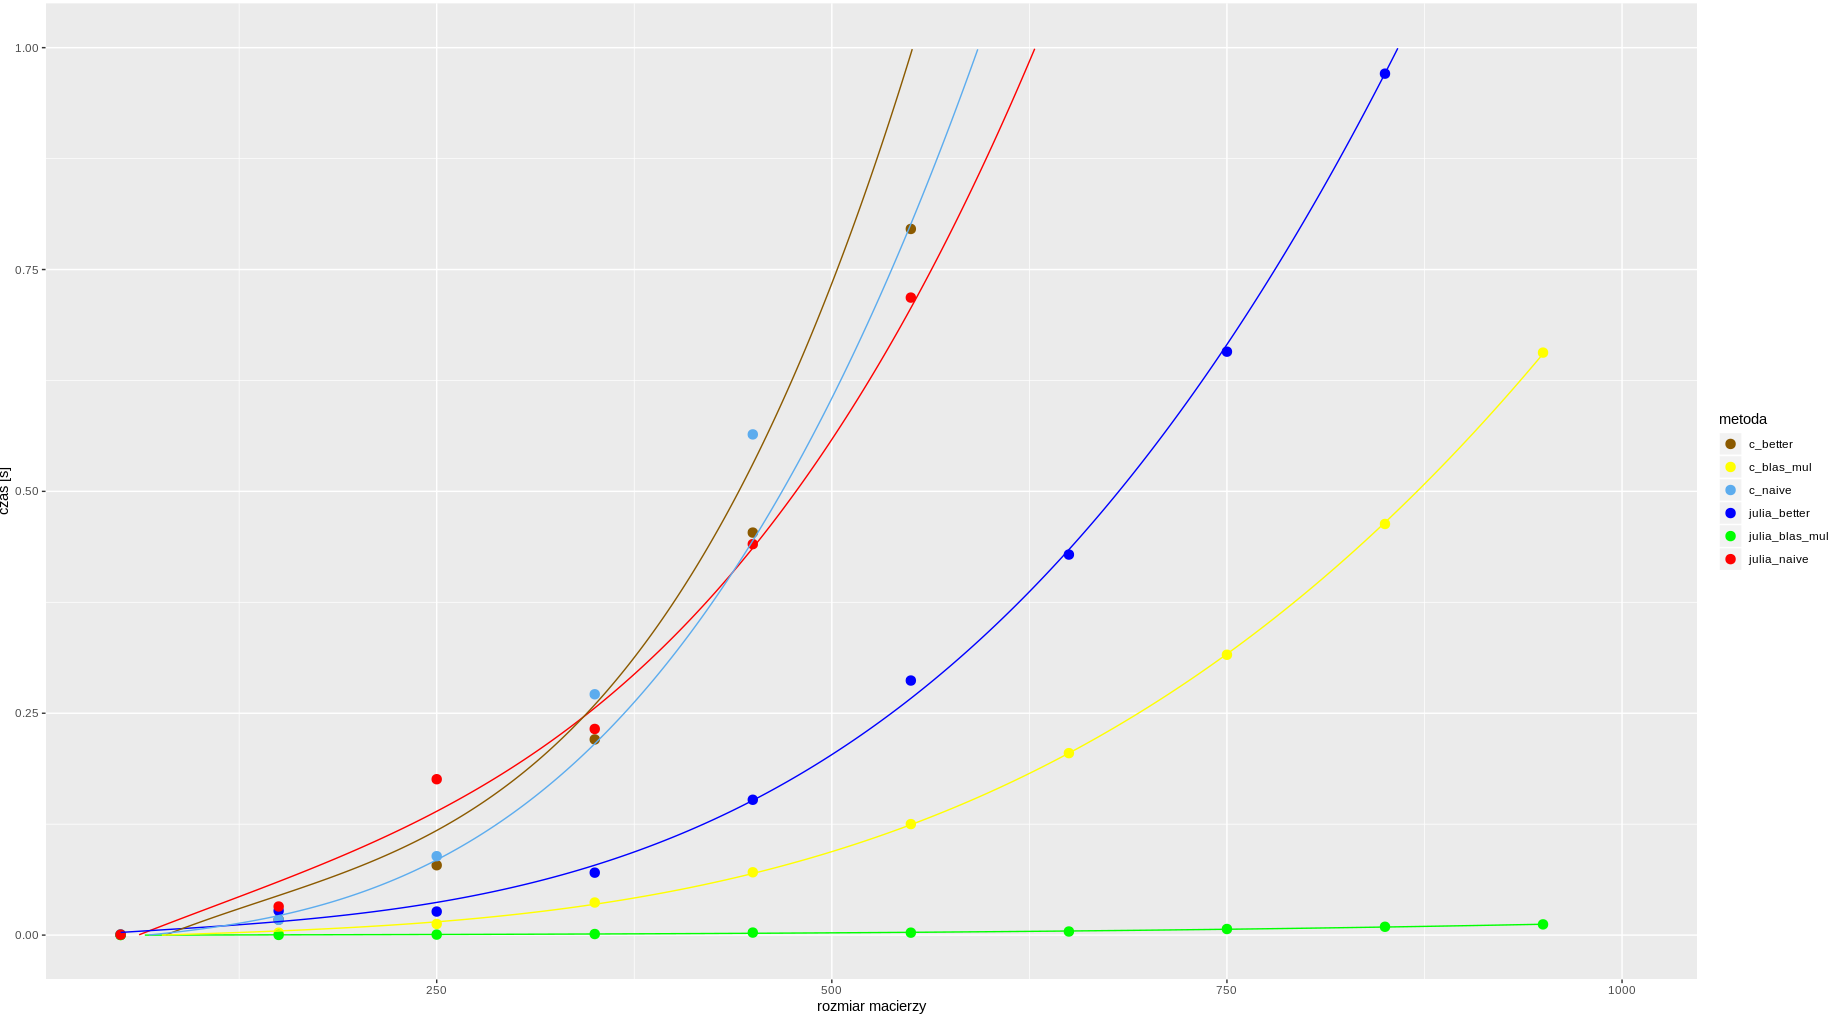 1.00
0.75
0.50
0.25
0.00
czas [s]
250
500
750
1000
rozmiar macierzy
metoda
c_better
c_blas_mul
c_naive
julia_better
julia_blas_mul
julia_naive